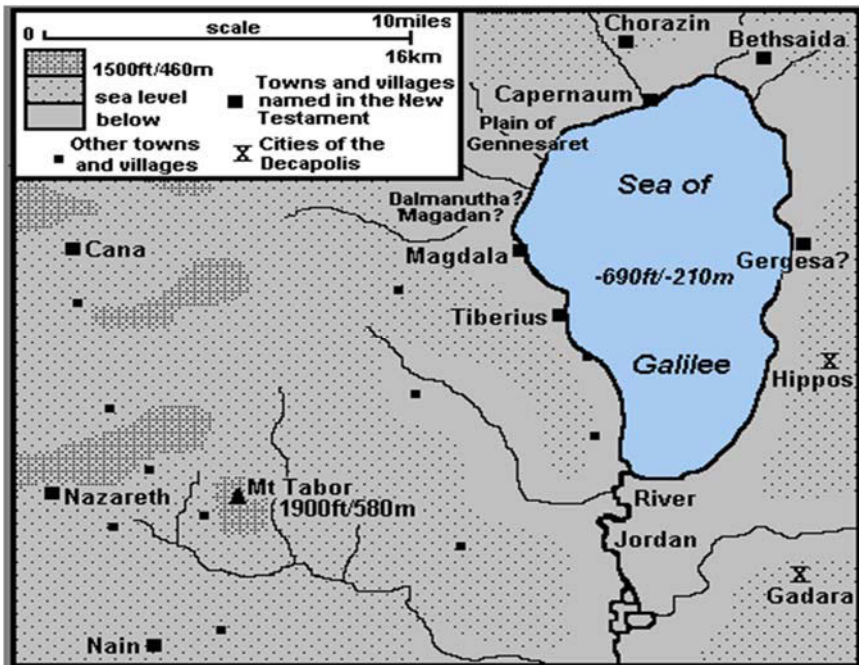 0 scale 10miles
16km
1500ft/460m
sea level
below
Towns and villages
named in the New
Testament
Other towns
and villages
Cities of the
Decapolis
Chorazin
Bethsaida
Capernaum
Plain of
Gennesaret
Sea of
Dalmanutha?
Magadan?
Cana
Magdala
Gergesa?
-690ft/-210m
Tiberius
Galilee
Hippos
Nazareth
Mt Tabor
1900ft/580m
River
Jordan
Gadara
Nain